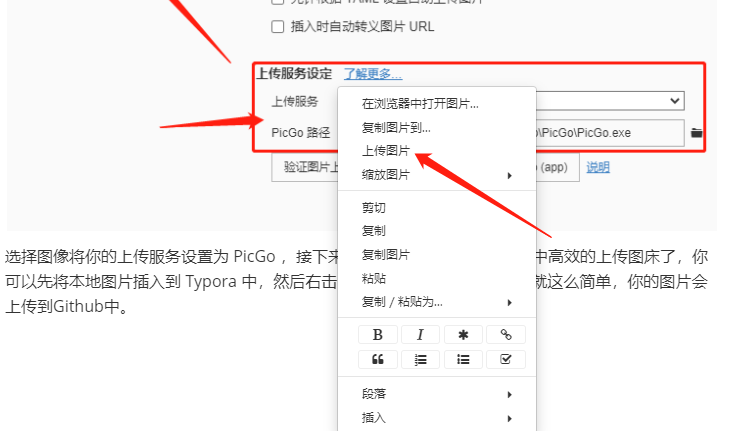 插入时自动转义图片 URL
上传服务设定 了解更多...
上传服务
PicGo 路径
\PicGo\PicGo.exe
验证图片上
(app) 说明
在浏览器中打开图片...
复制图片到...
上传图片
缩放图片
剪切
复制
复制图片
粘贴
复制 / 粘贴为...
B I
段落
插入
选择图像将你的上传服务设置为 PicGo ，接下来
中高效的上传图床了，你
可以先将本地图片插入到 Typora 中，然后右击
就这么简单，你的图片会
上传到Github中。